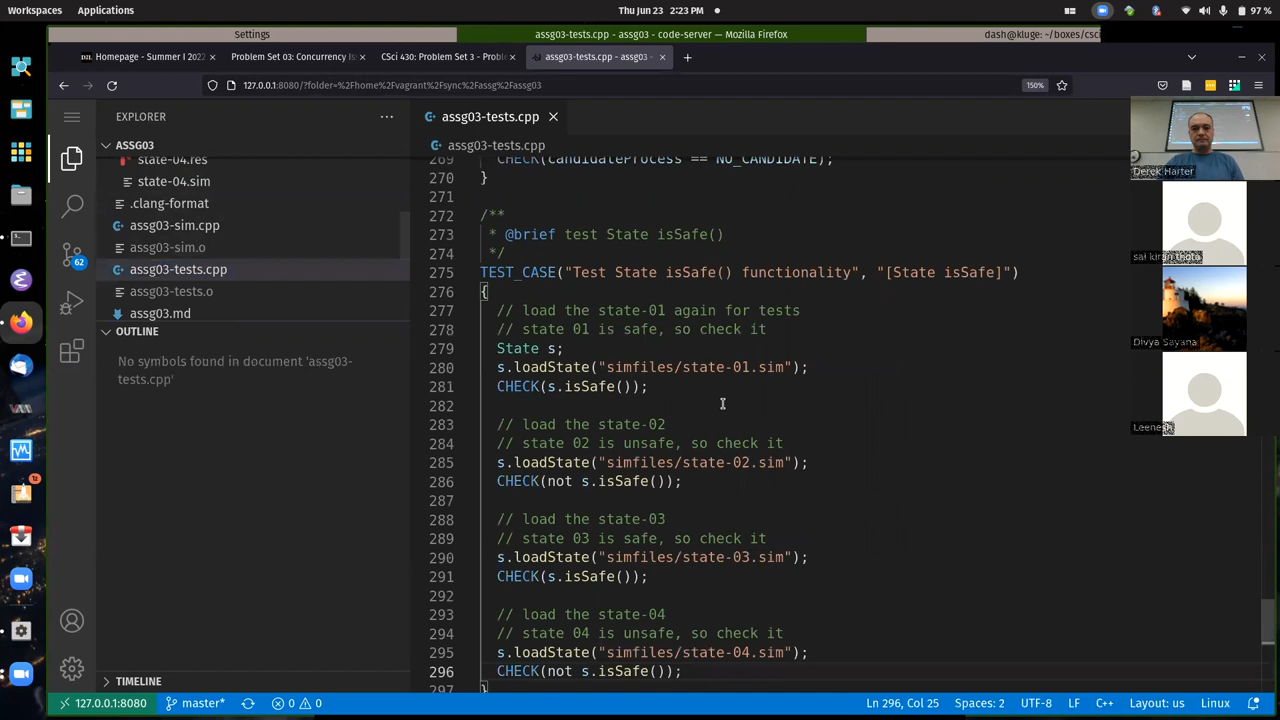 Workspaces Applications Thu Jun 23 2:23 PM 97 %
Settings assg03-tests.cpp - assg03 - code-server — Mozilla Firefox dash@kluge: ~/boxes/csci
Homepage - Summer I 2022 Problem Set 03: Concurrency Is CSci 430: Problem Set 3 - Proble assg03-tests.cpp - assg03
127.0.0.1:8080/?folder=%2Fhome%2Fvagrant%2Fsync%2Fassg%2Fassg03 150%
EXPLORER
ASSG03
state-04.res
state-04.sim
.clang-format
assg03-sim.cpp
assg03-sim.o
assg03-tests.cpp
assg03-tests.o
assg03.md
OUTLINE
No symbols found in document 'assg03-
tests.cpp'
TIMELINE
62
12
assg03-tests.cpp
assg03-tests.cpp
269 CHECK(candidateProcess == NO_CANDIDATE);
270 }
271
272 /**
273 * @brief test State isSafe()
274 */
275 TEST_CASE("Test State isSafe() functionality", "[State isSafe]")
276 {
277 // load the state-01 again for tests
278 // state 01 is safe, so check it
279 State s;
280 s.loadState("simfiles/state-01.sim");
281 CHECK(s.isSafe());
282
283 // load the state-02
284 // state 02 is unsafe, so check it
285 s.loadState("simfiles/state-02.sim");
286 CHECK(not s.isSafe());
287
288 // load the state-03
289 // state 03 is safe, so check it
290 s.loadState("simfiles/state-03.sim");
291 CHECK(s.isSafe());
292
293 // load the state-04
294 // state 04 is unsafe, so check it
295 s.loadState("simfiles/state-04.sim");
296 CHECK(not s.isSafe());
297 }
Derek Harter
sai kiran thota
Divya Sayana
Leenesh
127.0.0.1:8080 master* 0 0 Ln 296, Col 25 Spaces: 2 UTF-8 LF C++ Layout: us Linux